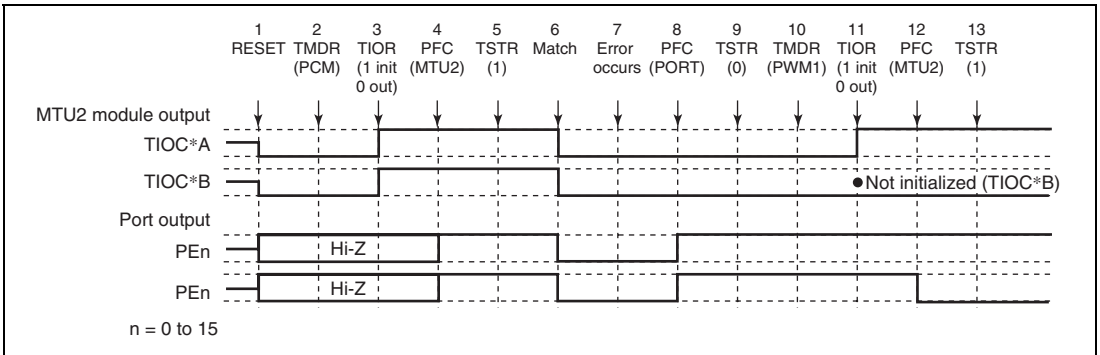 1 2 3 4 5 6 7 8 9 10 11 12 13
RESET TMDR TIOR PFC TSTR Match Error PFC TSTR TMDR TIOR PFC TSTR
(PCM) (1 init (MTU2) (1) occurs (PORT) (0) (PWM1) (1 init (MTU2) (1)
0 out) 0 out)
MTU2 module output
TIOC*A
TIOC*B ●Not initialized (TIOC*B)
Port output
PEn Hi-Z
PEn Hi-Z
n = 0 to 15